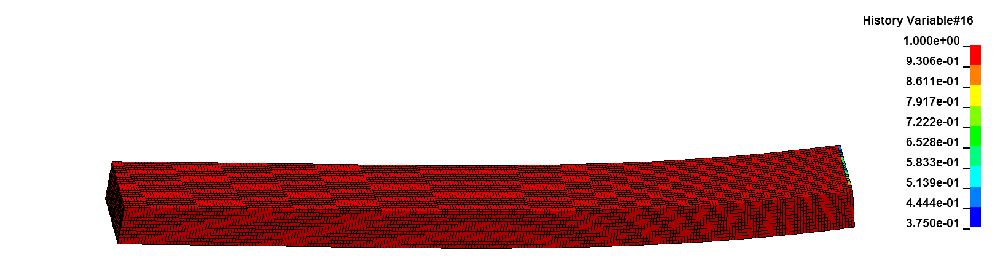 History Variable#16
1.000e+00
9.306e-01
8.611e-01
7.917e-01
7.222e-01
6.528e-01
5.833e-01
5.139e-01
4.444e-01
3.750e-01